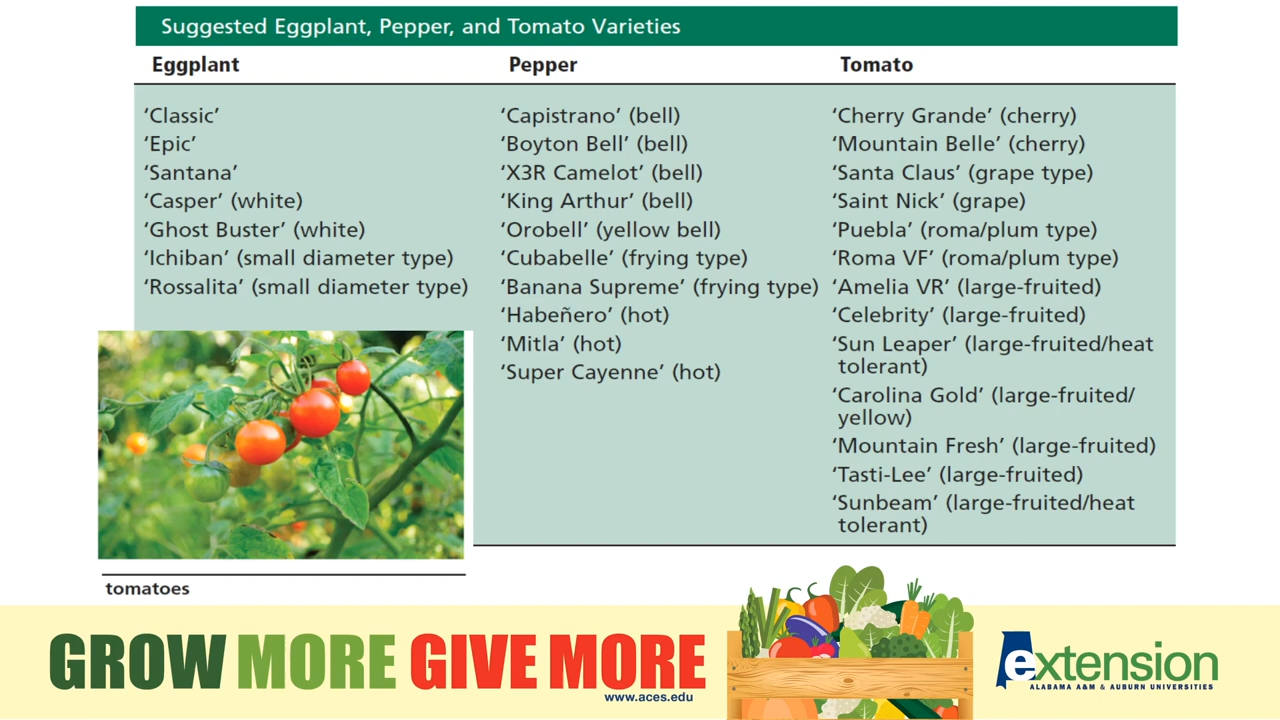 Suggested Eggplant, Pepper, and Tomato Varieties
Eggplant
‘Classic’
‘Epic’
‘Santana’
‘Casper’ (white)
‘Ghost Buster’ (white)
‘Ichiban’ (small diameter type)
‘Rossalita’ (small diameter type)
Pepper
‘Capistrano’ (bell)
‘Boyton Bell’ (bell)
‘X3R Camelot’ (bell)
‘King Arthur’ (bell)
‘Orobell’ (yellow bell)
‘Cubabelle’ (frying type)
‘Banana Supreme’ (frying type)
‘Habeñero’ (hot)
‘Mitla’ (hot)
‘Super Cayenne’ (hot)
Tomato
‘Cherry Grande’ (cherry)
‘Mountain Belle’ (cherry)
‘Santa Claus’ (grape type)
‘Saint Nick’ (grape)
‘Puebla’ (roma/plum type)
‘Roma VF’ (roma/plum type)
‘Amelia VR’ (large-fruited)
‘Celebrity’ (large-fruited)
‘Sun Leaper’ (large-fruited/heat
tolerant)
‘Carolina Gold’ (large-fruited/
yellow)
‘Mountain Fresh’ (large-fruited)
‘Tasti-Lee’ (large-fruited)
‘Sunbeam’ (large-fruited/heat
tolerant)
tomatoes
GROW MORE GIVE MORE
www.aces.edu
extension
ALABAMA A&M & AUBURN UNIVERSITIES